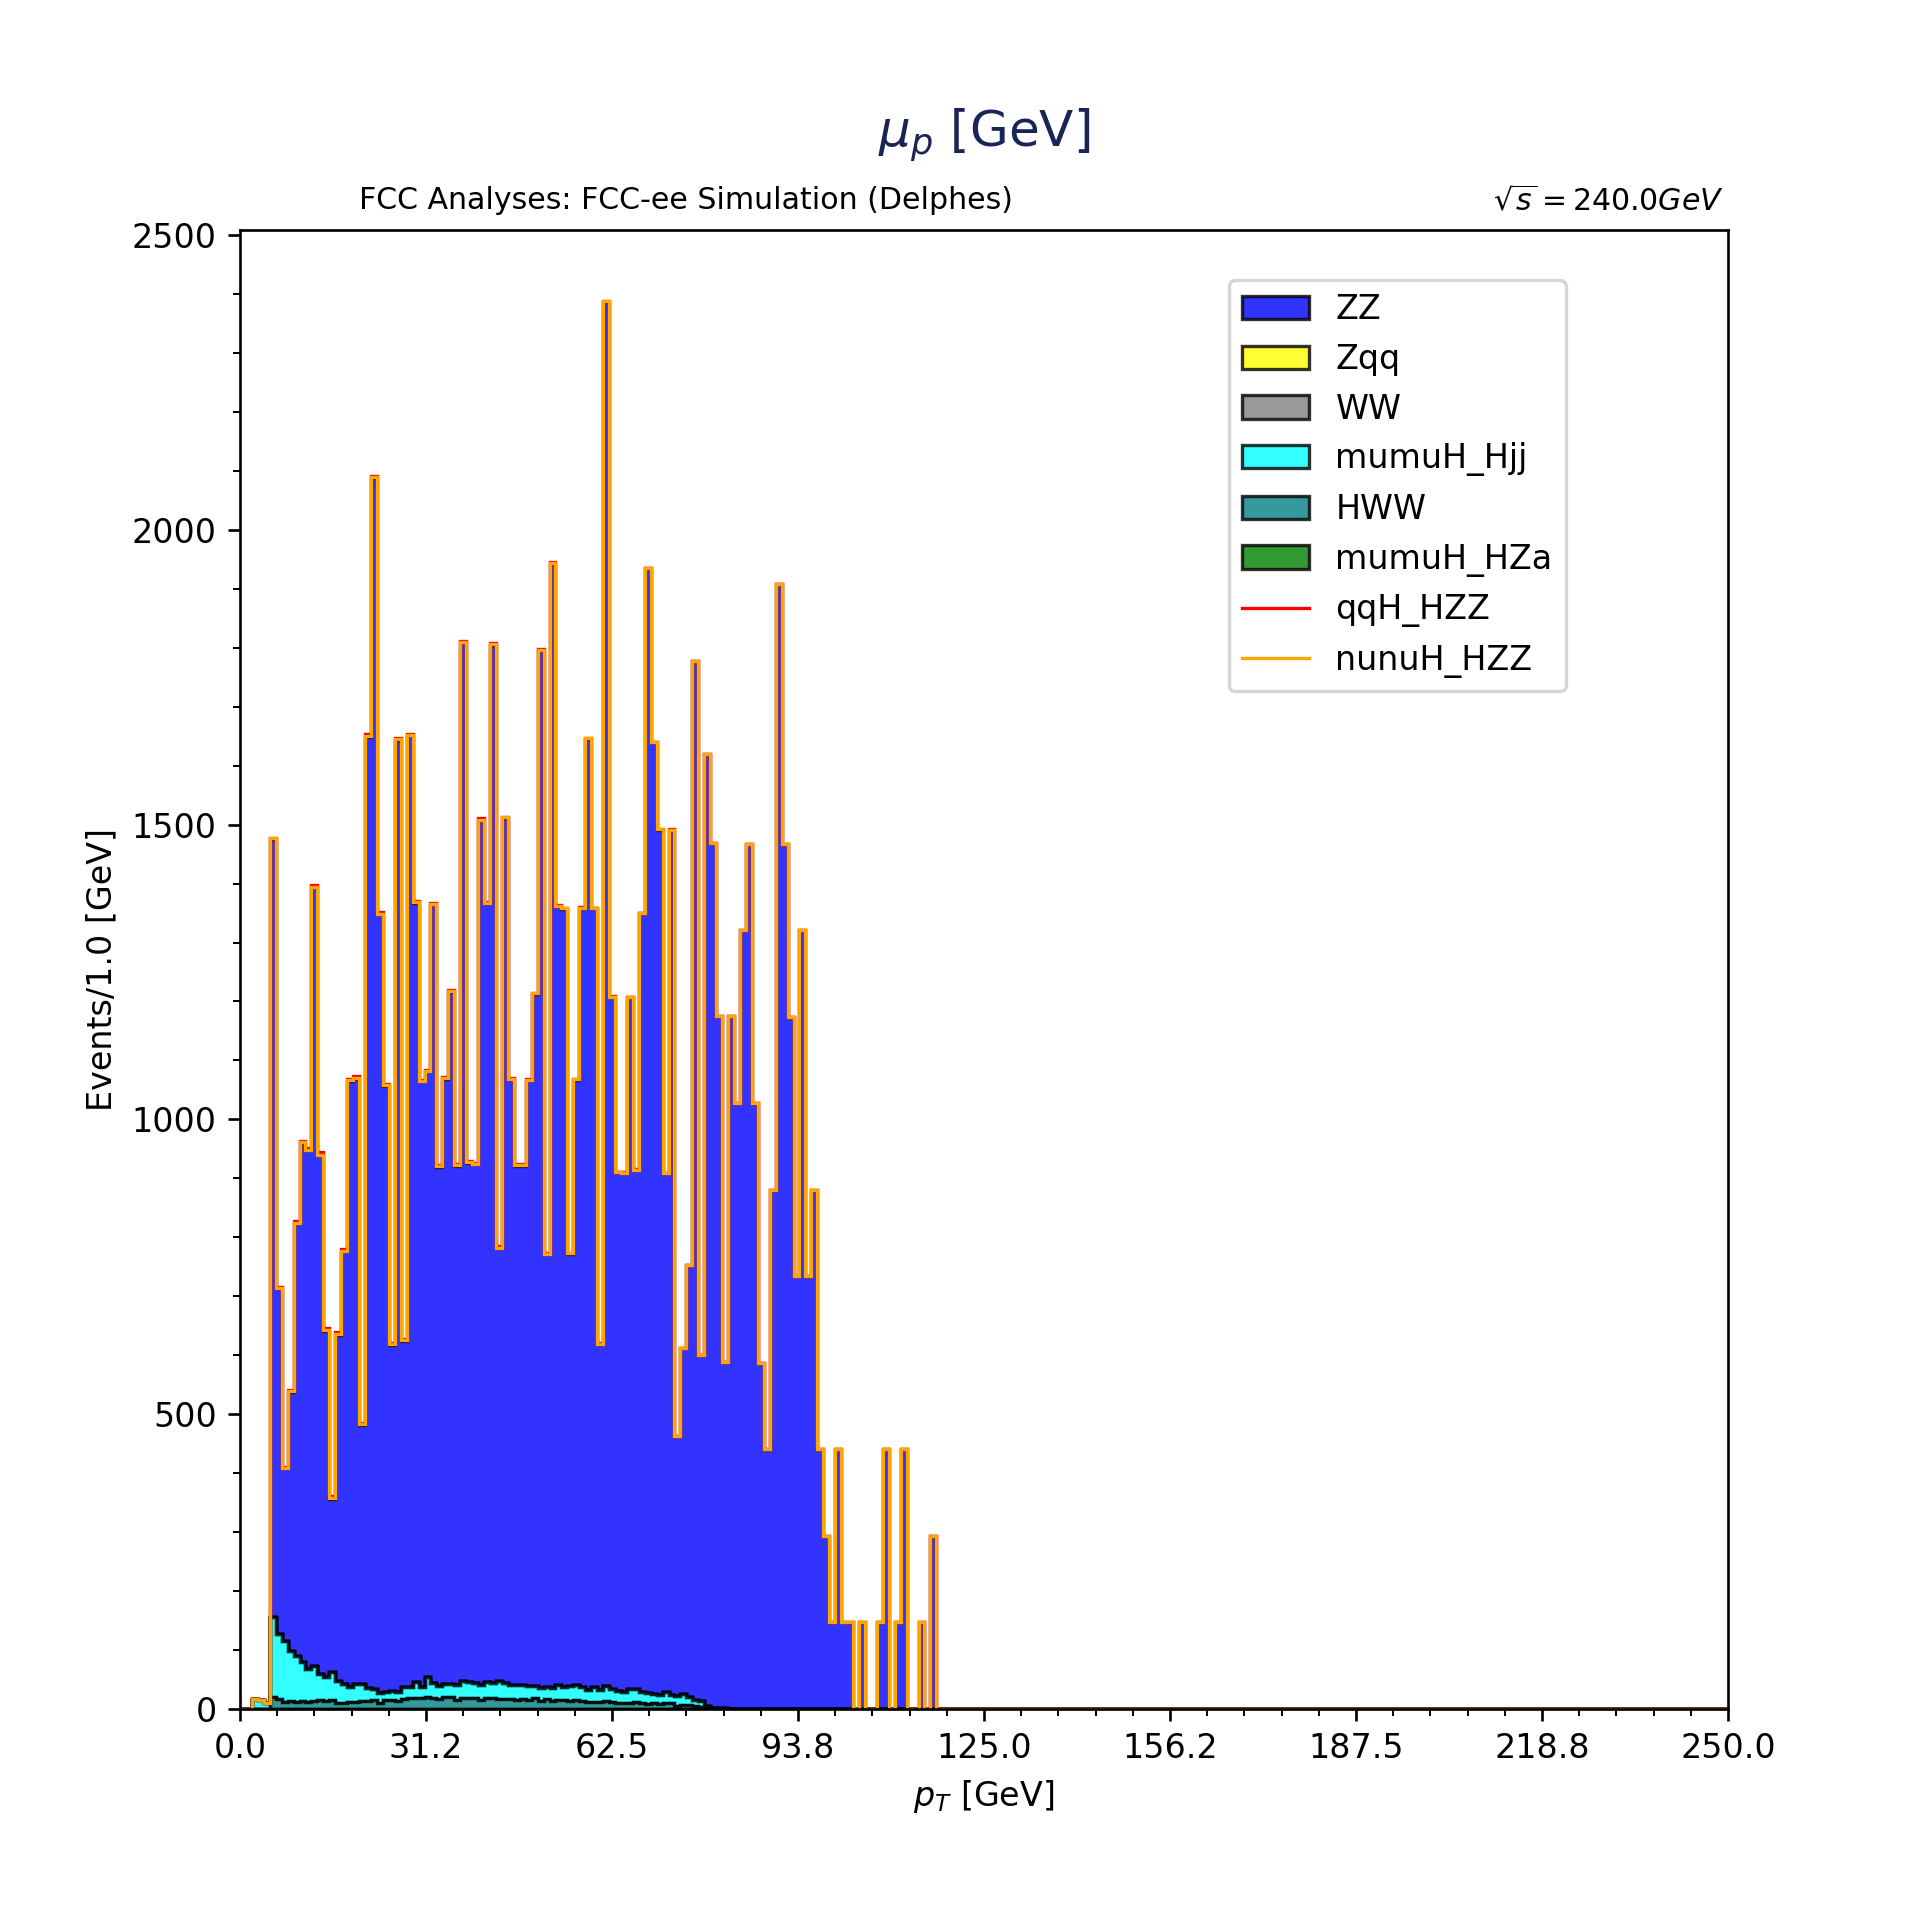 μp [GeV]
FCC Analyses: FCC-ee Simulation (Delphes)
√s = 240.0GeV
2500
2000
1500
1000
500
0
Events/1.0 [GeV]
ZZ
Zqq
WW
mumuH_Hjj
HWW
mumuH_HZa
qqH_HZZ
nunuH_HZZ
0.0 31.2 62.5 93.8 125.0 156.2 187.5 218.8 250.0
pT [GeV]